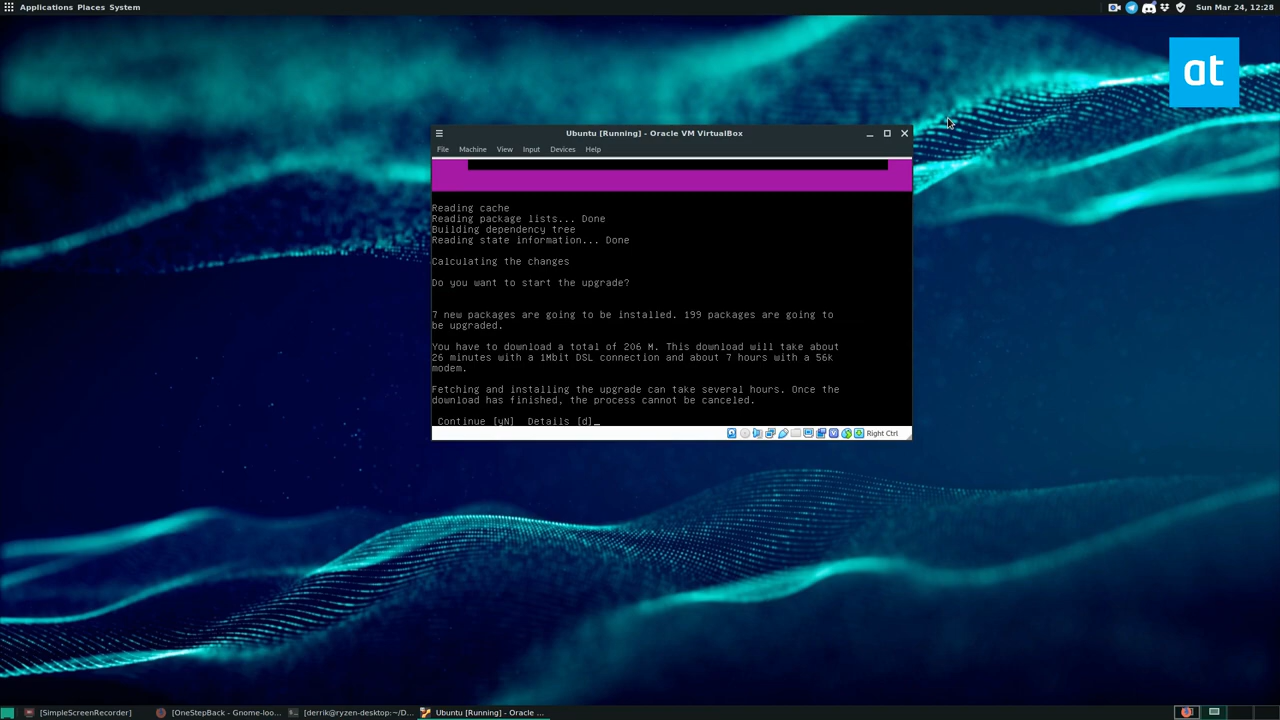 Applications Places System
Sun Mar 24, 12:28
at
Ubuntu [Running] - Oracle VM VirtualBox
File Machine View Input Devices Help
Reading cache
Reading package lists... Done
Building dependency tree
Reading state information... Done
Calculating the changes
Do you want to start the upgrade?
7 new packages are going to be installed. 199 packages are going to
be upgraded.
You have to download a total of 206 M. This download will take about
26 minutes with a 1Mbit DSL connection and about 7 hours with a 56k
modem.
Fetching and installing the upgrade can take several hours. Once the
download has finished, the process cannot be canceled.
Continue [yN]  Details [d]
Right Ctrl
[SimpleScreenRecorder] [OneStepBack - Gnome-loo... [derrik@ryzen-desktop:~/D... Ubuntu [Running] - Oracle ...